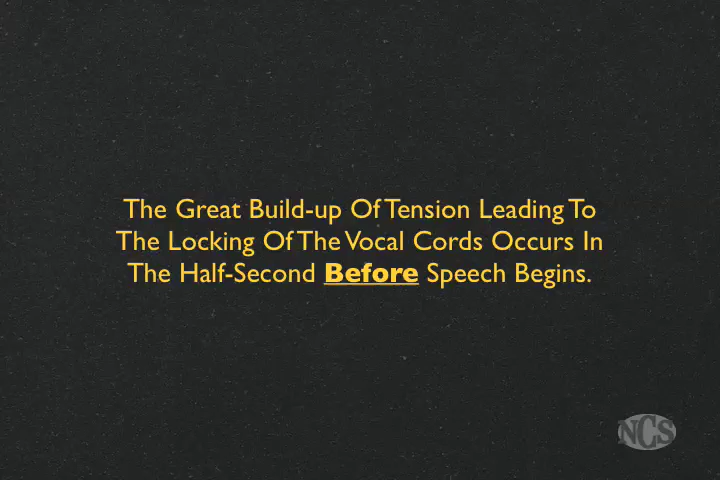 The Great Build-up Of Tension Leading To
The Locking Of The Vocal Cords Occurs In
The Half-Second Before Speech Begins.
NCS